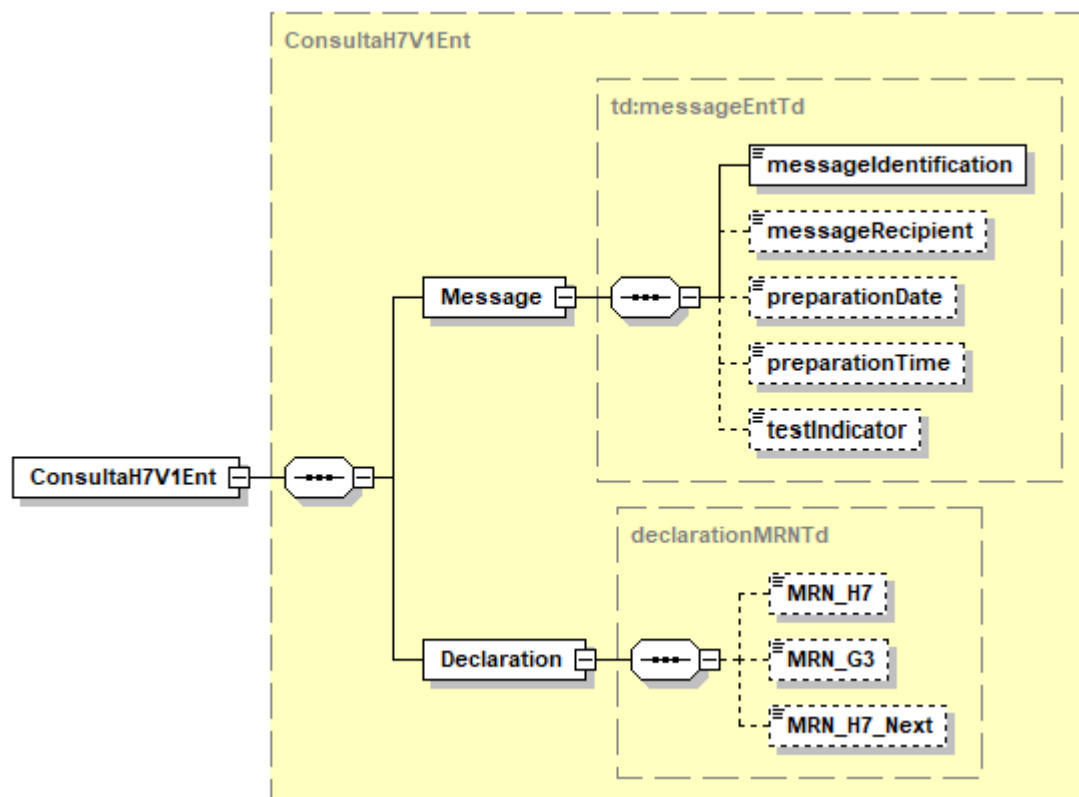 ConsultaH7V1Ent
td:messageEntTd
messageIdentification
messageRecipient
preparationDate
preparationTime
testIndicator
Message
ConsultaH7V1Ent
declarationMRNTd
MRN_H7
MRN_G3
MRN_H7_Next
Declaration